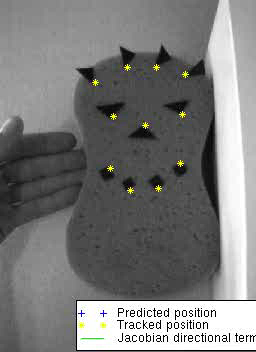 Predicted position
Tracked position
Jacobian directional term